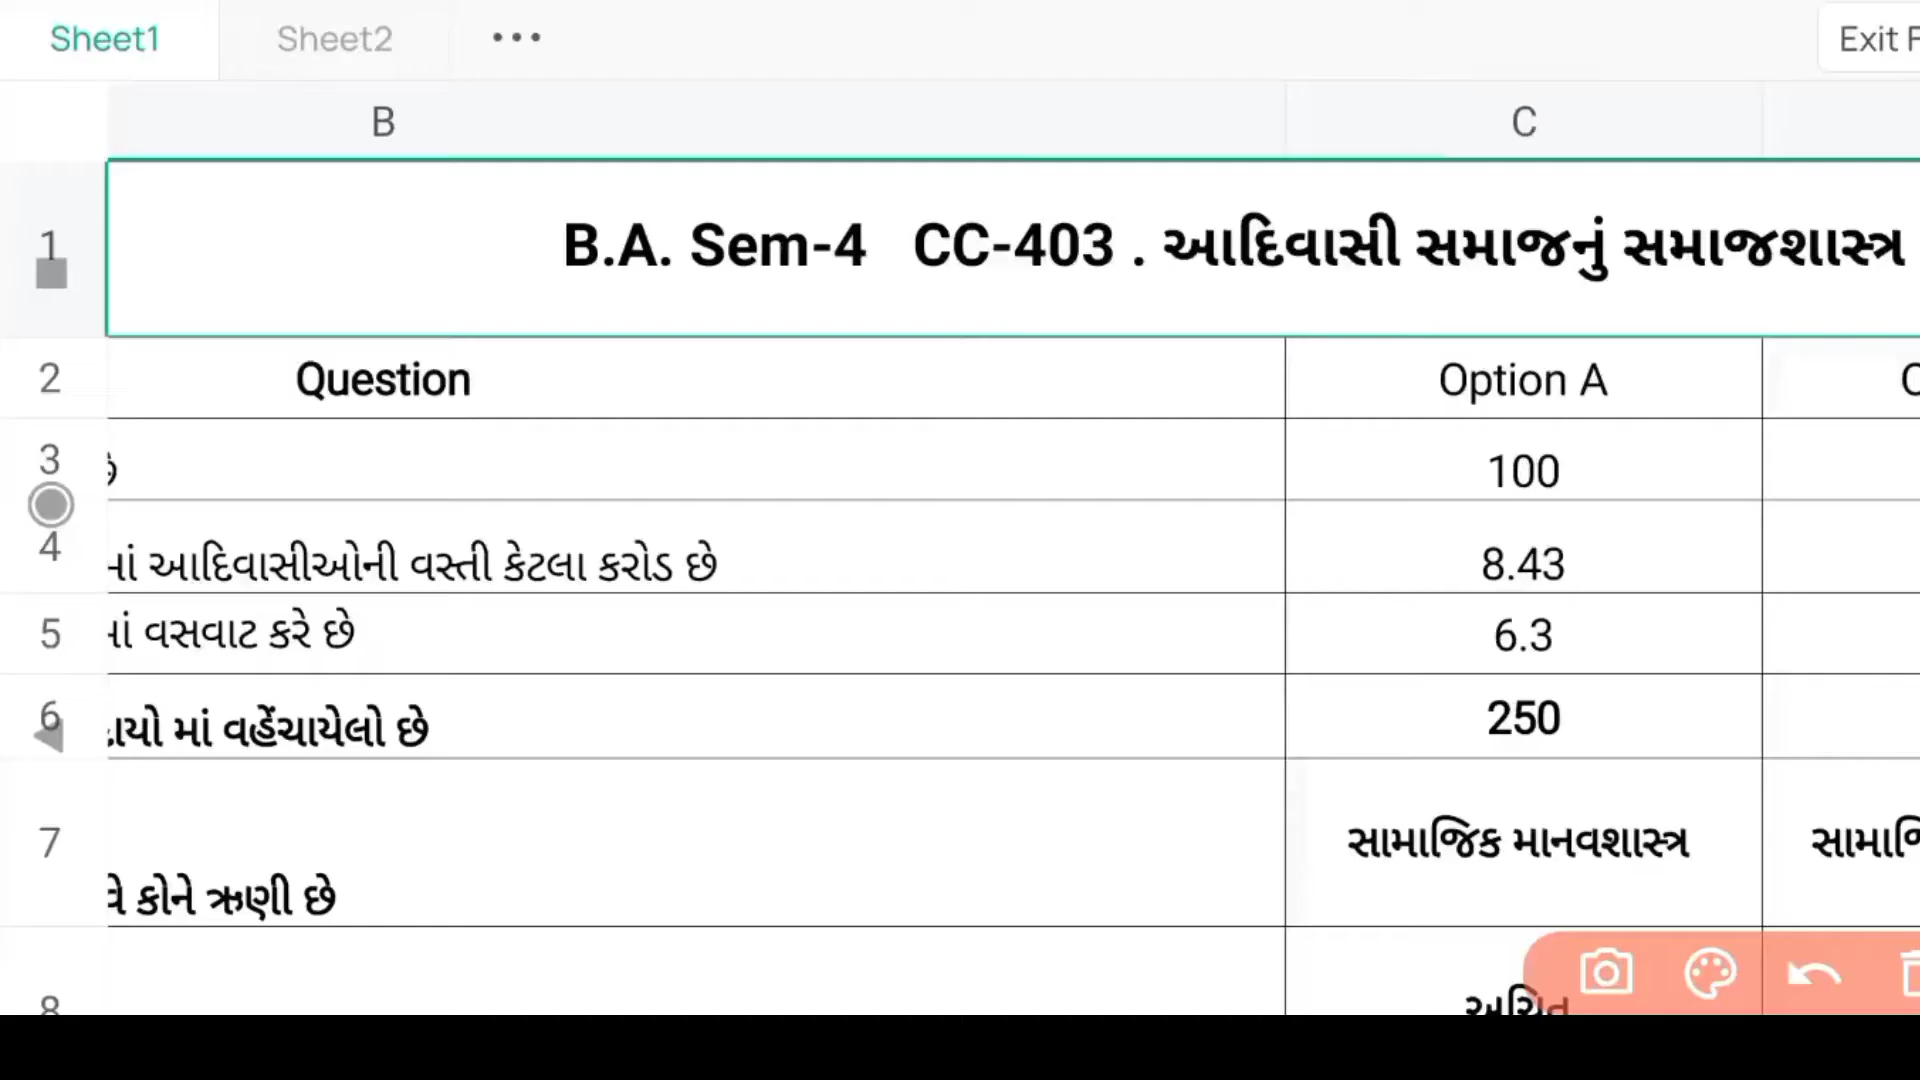 Sheet1 Sheet2 Exit
B C
1 B.A. Sem-4 CC-403 . આદિવાસી સમાજનું સમાજશાસ્ત્ર
2 Question Option A
3 છે 100
4 માં આદિવાસીઓની વસ્તી કેટલા કરોડ છે 8.43
5 માં વસવાટ કરે છે 6.3
6 માં વહેંચાયેલો છે 250
7 સામાજિક માનવશાસ્ત્ર
કોને ઋણી છે
8